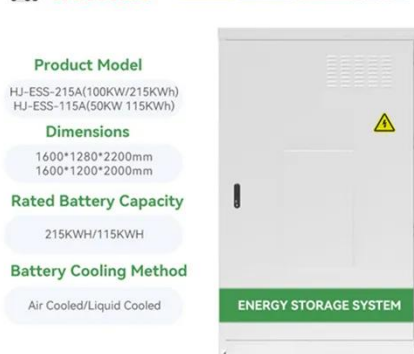 Product Model
HJ-ESS-215A(100KW/215KWh)
HJ-ESS-115A(50KW 115KWh)
Dimensions
1600*1280*2200mm
1600*1200*2000mm
Rated Battery Capacity
215KWH/115KWH
Battery Cooling Method
Air Cooled/Liquid Cooled
ENERGY STORAGE SYSTEM